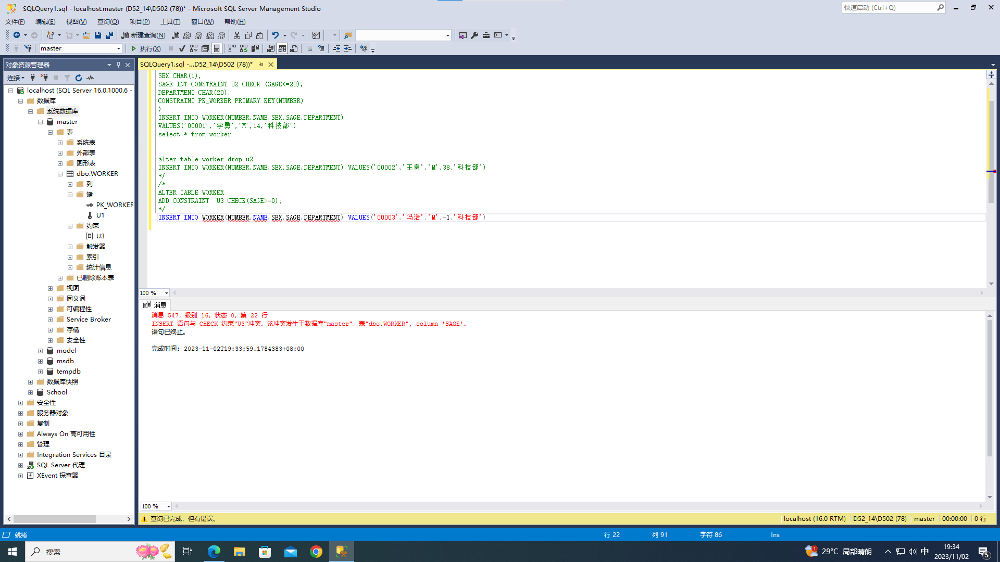 SQLQuery1.sql - localhost.master (D52_14\D502 (78))* - Microsoft SQL Server Management Studio
快速启动 (Ctrl+Q)
文件(F) 编辑(E) 视图(V) 查询(Q) 项目(P) 工具(T) 窗口(W) 帮助(H)
新建查询(N) MDX DMX XMLA DAX
master
执行(X)
对象资源管理器
连接
localhost (SQL Server 16.0.1000.6 -
数据库
系统数据库
master
表
系统表
外部表
图形表
dbo.WORKER
列
键
PK_WORKER
U1
约束
U3
触发器
索引
统计信息
已删除账本表
视图
同义词
可编程性
Service Broker
存储
安全性
model
msdb
tempdb
数据库快照
School
安全性
服务器对象
复制
Always On 高可用性
管理
Integration Services 目录
SQL Server 代理
XEvent 探查器
SQLQuery1.sql -...D52_14\D502 (78))*
SEX CHAR(1),
SAGE INT CONSTRAINT U2 CHECK (SAGE<=28),
DEPARTMENT CHAR(20),
CONSTRAINT PK_WORKER PRIMARY KEY(NUMBER)
)
INSERT INTO WORKER(NUMBER,NAME,SEX,SAGE,DEPARTMENT)
VALUES('00001','李勇','M',14,'科技部')
select * from worker
alter table worker drop u2
INSERT INTO WORKER(NUMBER,NAME,SEX,SAGE,DEPARTMENT) VALUES('00002','王勇','M',38,'科技部')
*/
/*
ALTER TABLE WORKER
ADD CONSTRAINT  U3 CHECK(SAGE>=0);
*/
INSERT INTO WORKER(NUMBER,NAME,SEX,SAGE,DEPARTMENT) VALUES('00003','冯浩','M',-1,'科技部')
100 %
消息
消息 547，级别 16，状态 0，第 22 行
INSERT 语句与 CHECK 约束"U3"冲突。该冲突发生于数据库"master"，表"dbo.WORKER", column 'SAGE'。
语句已终止。
完成时间: 2023-11-02T19:33:59.1784383+08:00
100 %
查询已完成，但有错误。
localhost (16.0 RTM) D52_14\D502 (78) master 00:00:00 0 行
就绪
行 22 列 91 字符 86 Ins
搜索
1 29°C 局部晴朗
中
19:34
2023/11/02
5